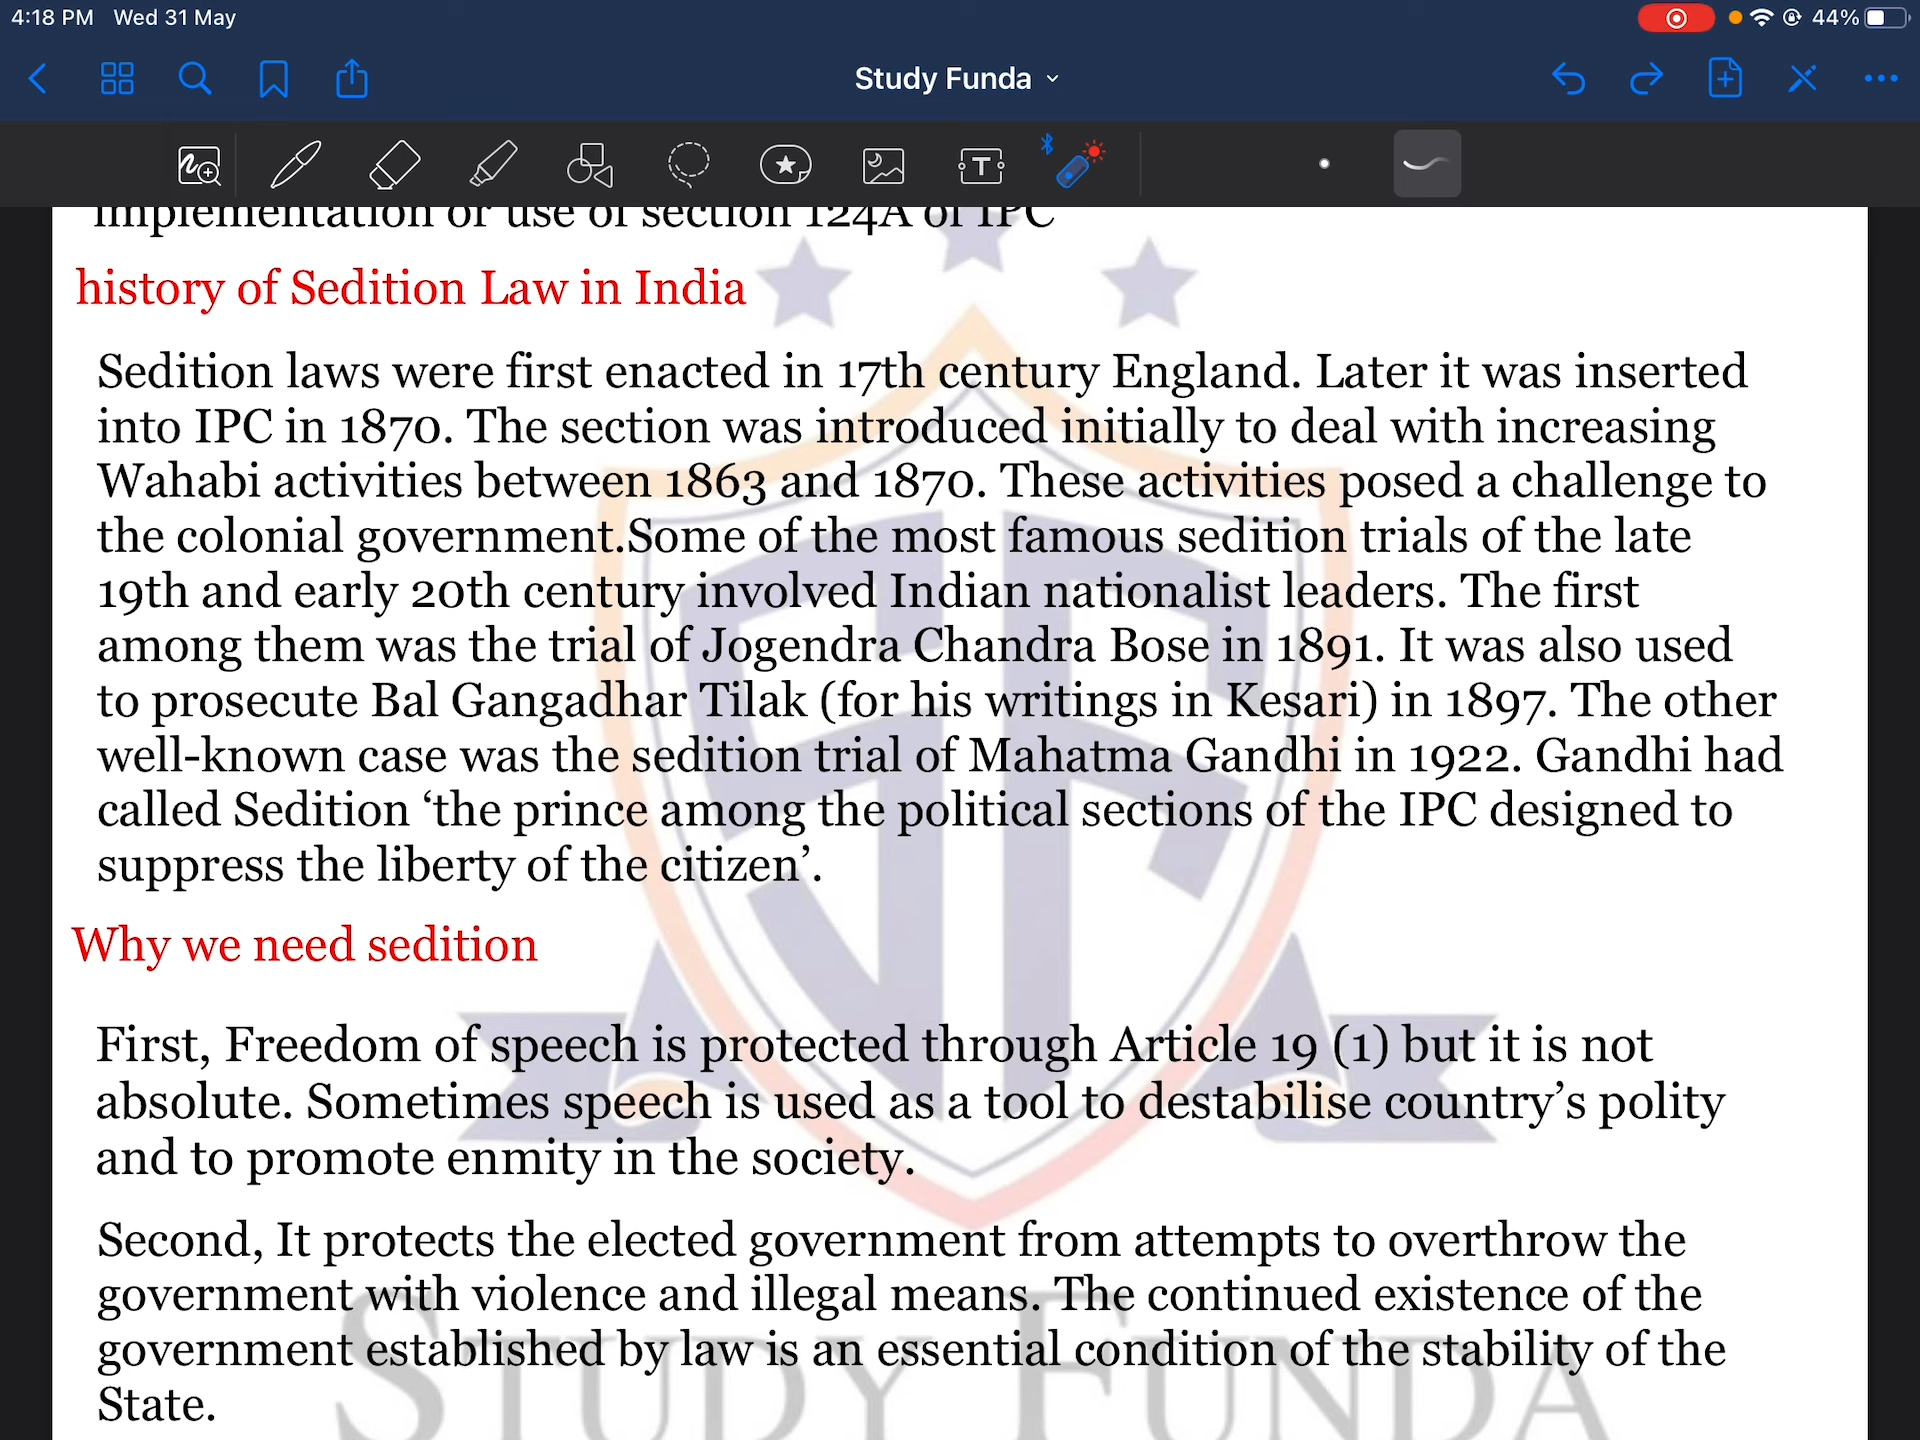 4:18 PM Wed 31 May
44%
Study Funda
T
implementation or use of section 124A of IPC
history of Sedition Law in India
Sedition laws were first enacted in 17th century England. Later it was inserted
into IPC in 1870. The section was introduced initially to deal with increasing
Wahabi activities between 1863 and 1870. These activities posed a challenge to
the colonial government.Some of the most famous sedition trials of the late
19th and early 20th century involved Indian nationalist leaders. The first
among them was the trial of Jogendra Chandra Bose in 1891. It was also used
to prosecute Bal Gangadhar Tilak (for his writings in Kesari) in 1897. The other
well-known case was the sedition trial of Mahatma Gandhi in 1922. Gandhi had
called Sedition ‘the prince among the political sections of the IPC designed to
suppress the liberty of the citizen’.
Why we need sedition
First, Freedom of speech is protected through Article 19 (1) but it is not
absolute. Sometimes speech is used as a tool to destabilise country’s polity
and to promote enmity in the society.
Second, It protects the elected government from attempts to overthrow the
government with violence and illegal means. The continued existence of the
government established by law is an essential condition of the stability of the
State.
STUDY FUNDA